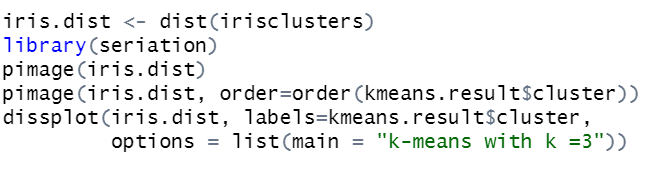 iris.dist <- dist(irisclusters)
library(seriation)
pimage(iris.dist)
pimage(iris.dist, order=order(kmeans.result$cluster))
dissplot(iris.dist, labels=kmeans.result$cluster,
         options = list(main = "k-means with k =3"))